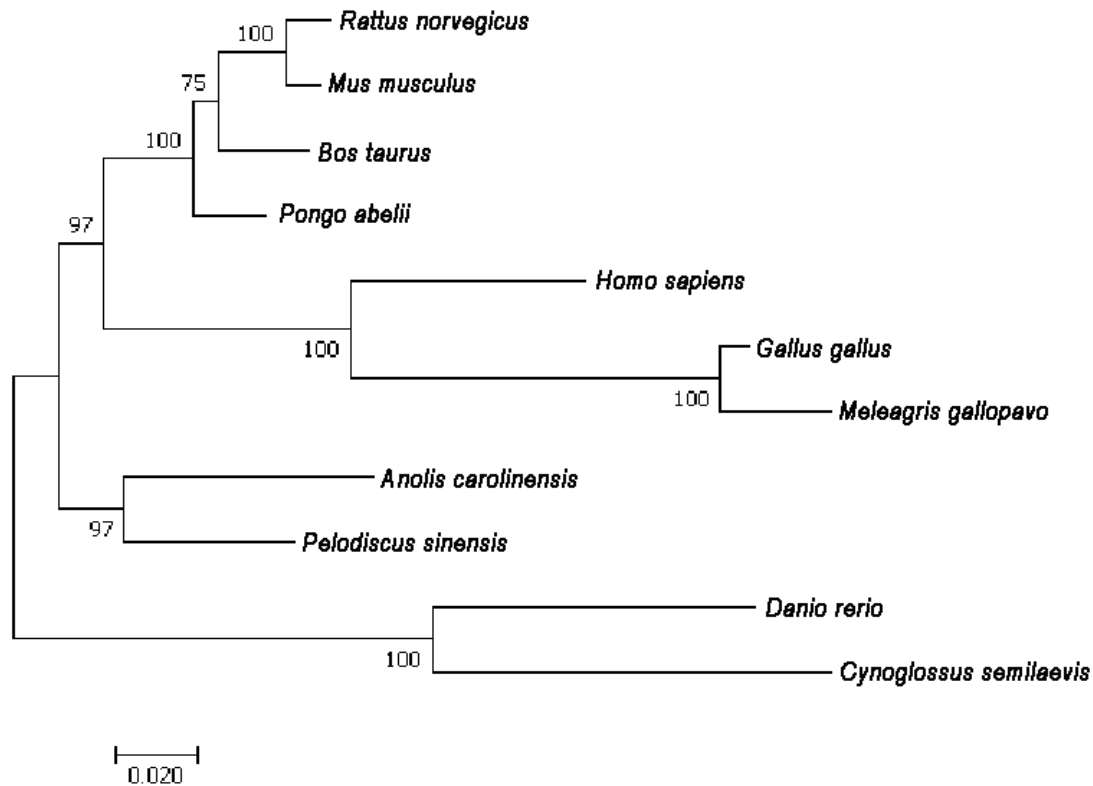 Rattus norvegicus
100
Mus musculus
75
Bos taurus
100
Pongo abelii
97
Homo sapiens
100
Gallus gallus
100
Meleagris gallopavo
Anolis carolinensis
97
Pelodiscus sinensis
Danio rerio
100
Cynoglossus semilaevis
0.020